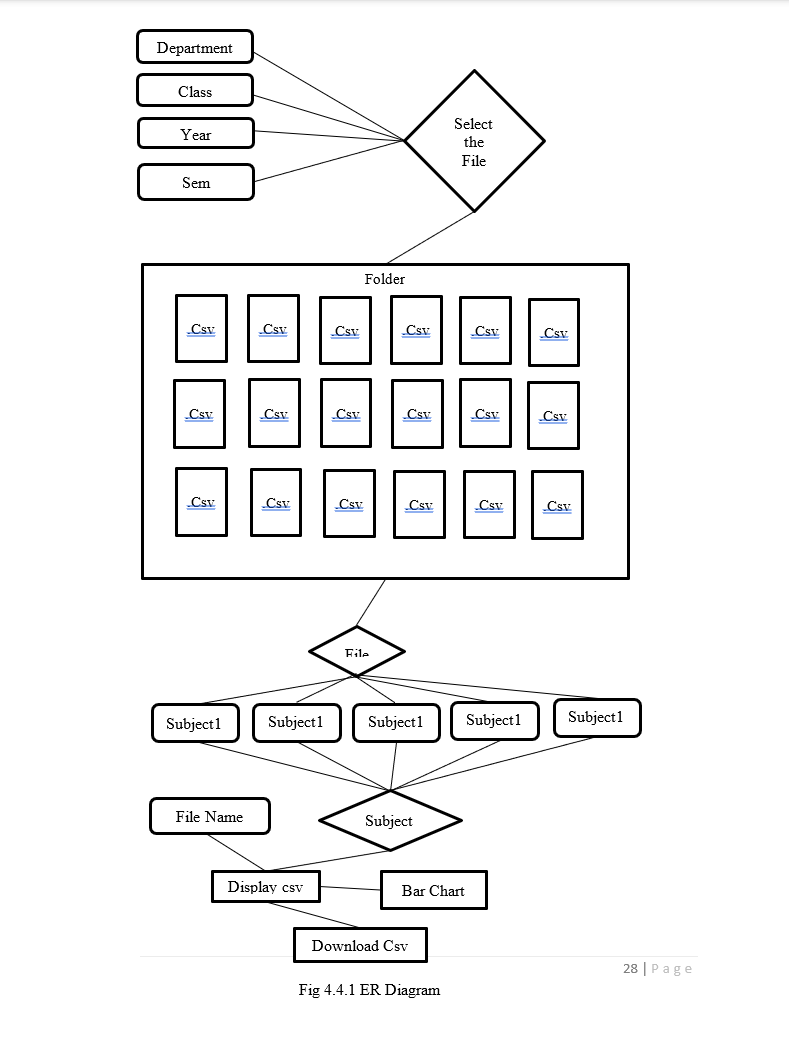 Department
Class
Year
Sem
Select
the
File
Folder
.Csv .Csv .Csv .Csv .Csv .Csv
.Csv .Csv .Csv .Csv .Csv .Csv
.Csv .Csv .Csv .Csv .Csv .Csv
File
Subject1 Subject1 Subject1 Subject1 Subject1
File Name
Subject
Display csv
Bar Chart
Download Csv
28 | Page
Fig 4.4.1 ER Diagram